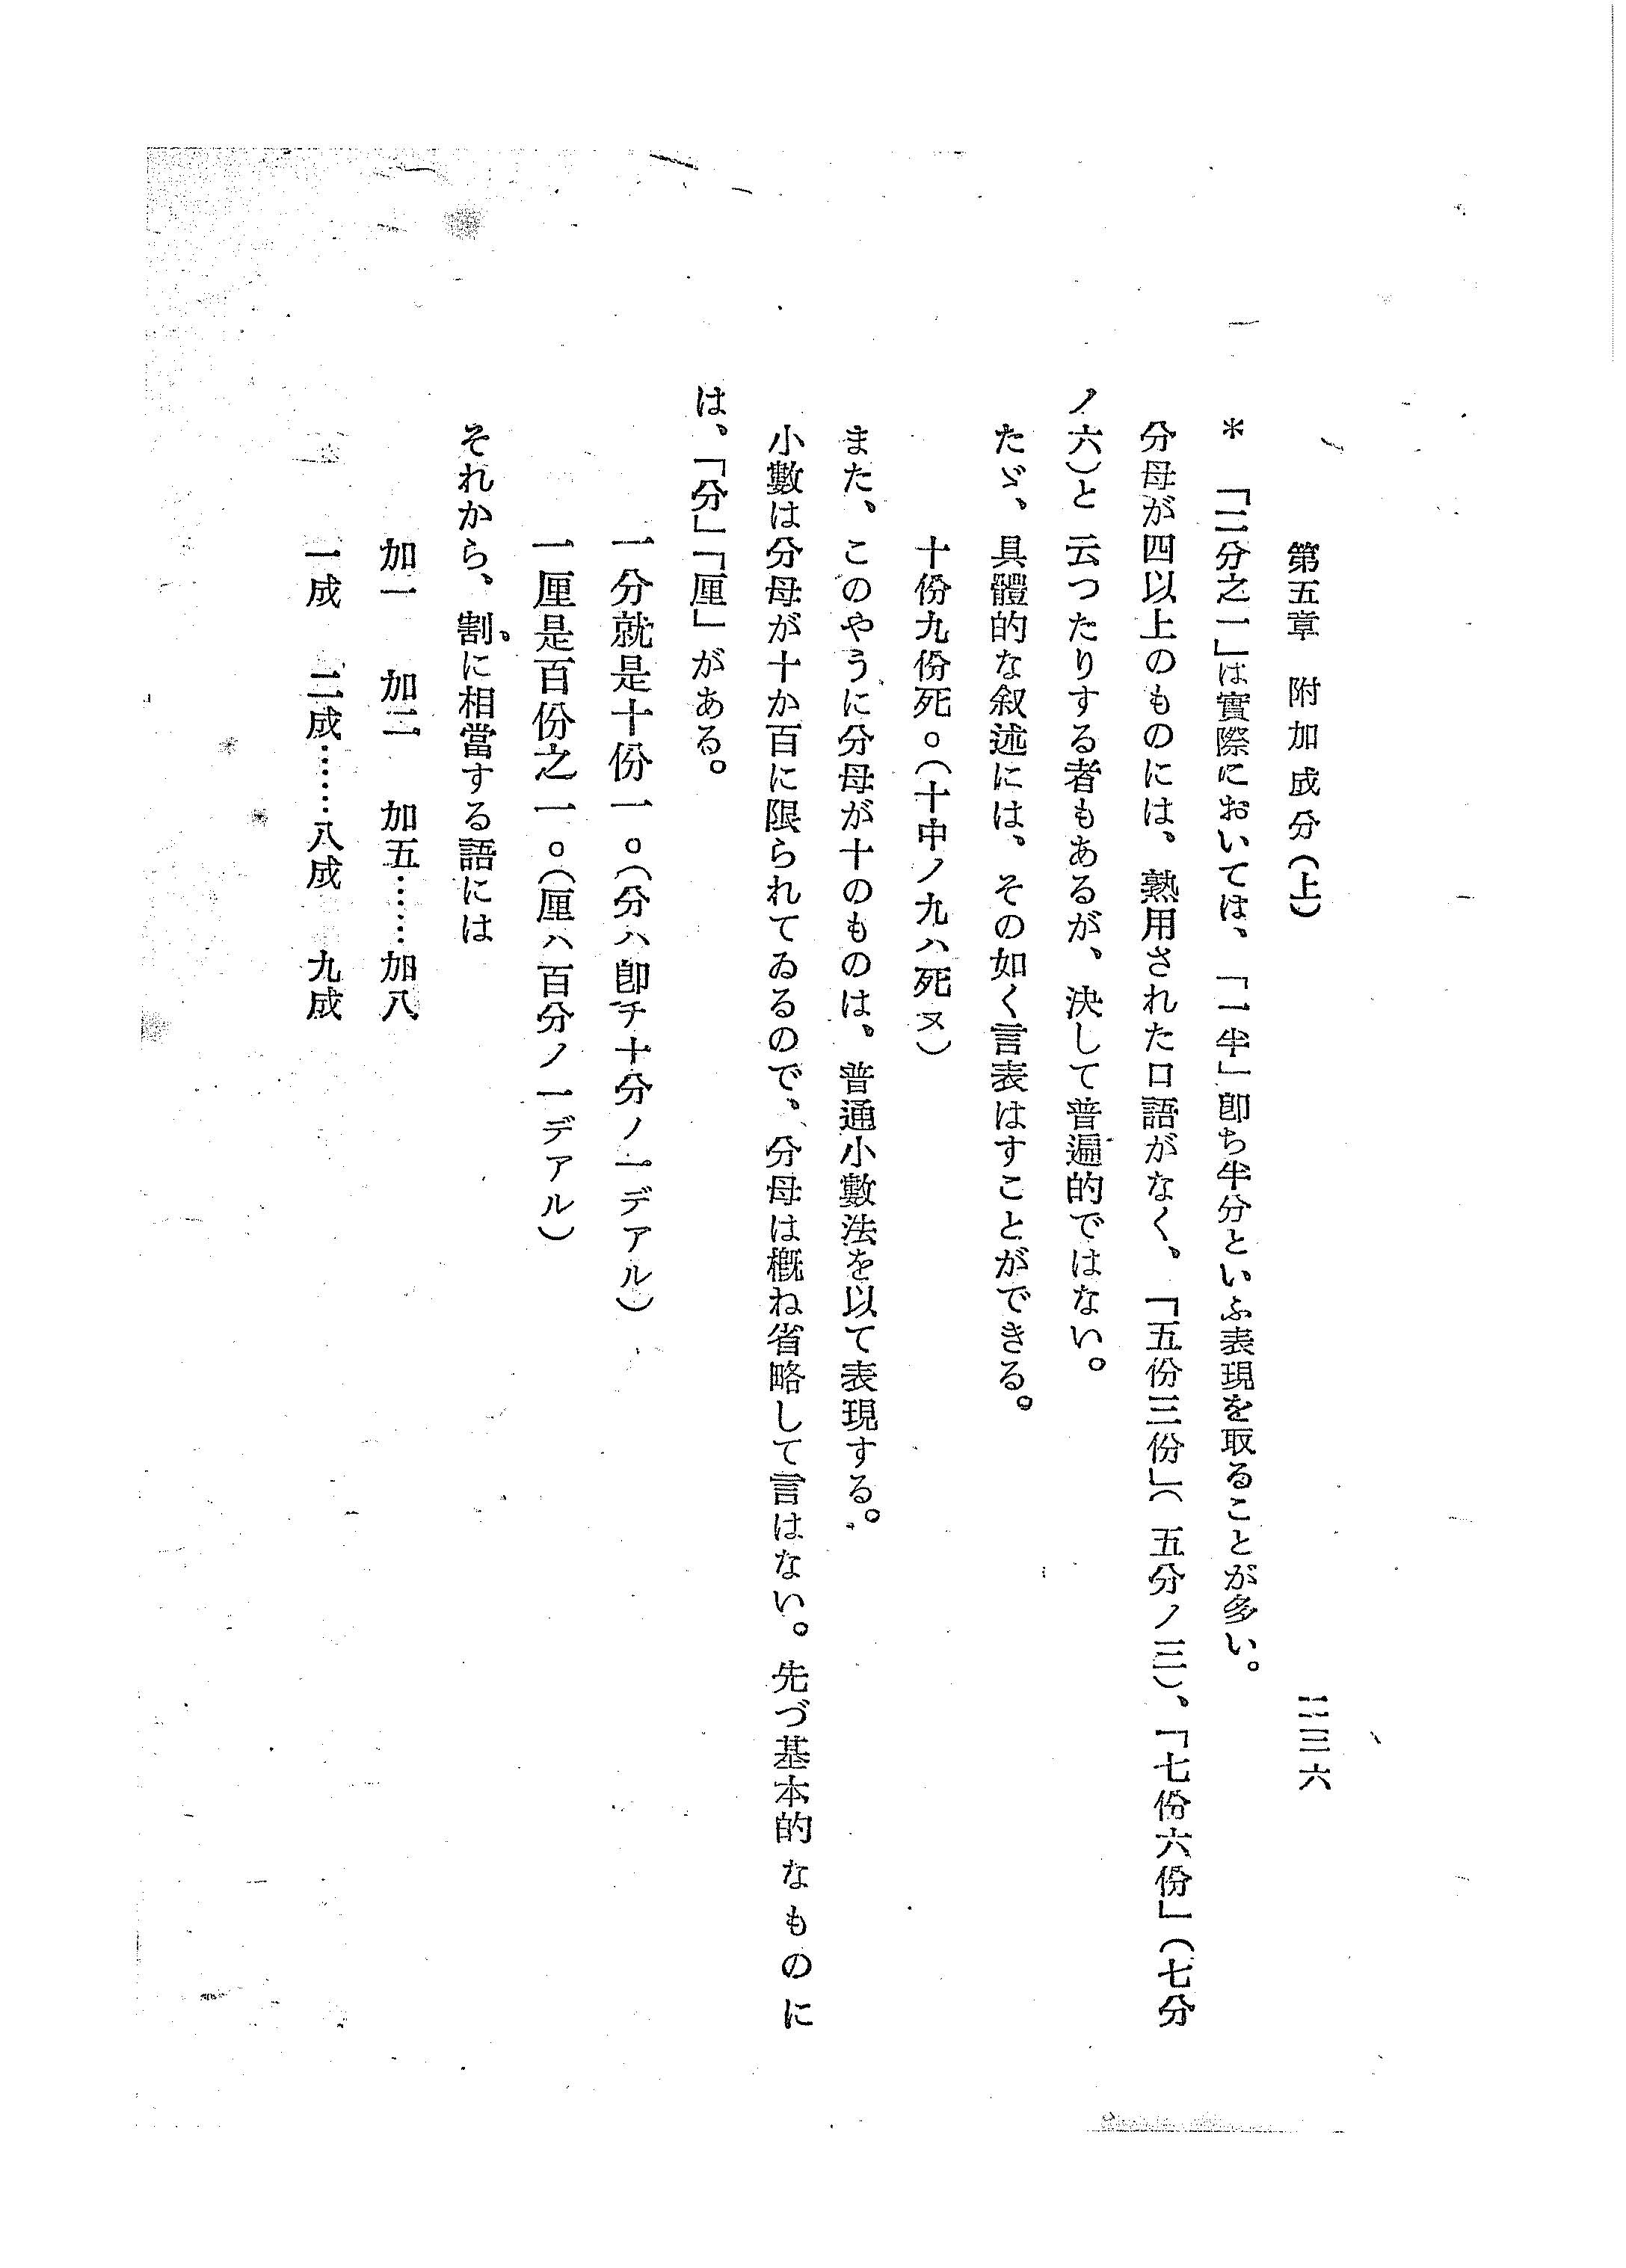 第五章 附加成分(上)
二三六
* 「二分之一」は實際においては、「一半」卽ち半分といふ表現を取ることが多い。
分母が四以上のものには、熟用された口語がなく、「五份三份」(五分ノ三)、「七份六份」(七分
ノ六)と云つたりする者もあるが、決して普遍的ではない。
たゞ、具體的な叙述には、その如く言表はすことができる。
十份九份死。(十中ノ九ハ死ヌ)
また、このやうに分母が十のものは、普通小數法を以て表現する。
小數は分母が十か百に限られてゐるので、分母は槪ね省略して言はない。先づ基本的なものに
は、「分」「厘」がある。
一分就是十份一。(分ハ卽チ十分ノ一デアル)
一厘是百份之一。(厘ハ百分ノ一デアル)
それから、割に相當する語には
加一 加二 加五……加八
一成 二成……八成 九成